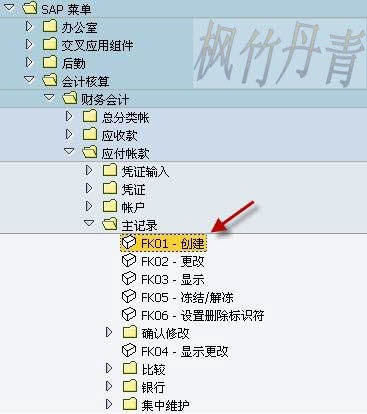 SAP 菜单
办公室
交叉应用组件
后勤
会计核算
财务会计
总分类帐
应收款
应付帐款
凭证输入
凭证
帐户
主记录
FK01 - 创建
FK02 - 更改
FK03 - 显示
FK05 - 冻结/解冻
FK06 - 设置删除标识符
确认修改
FK04 - 显示更改
比较
银行
集中维护
枫竹丹青